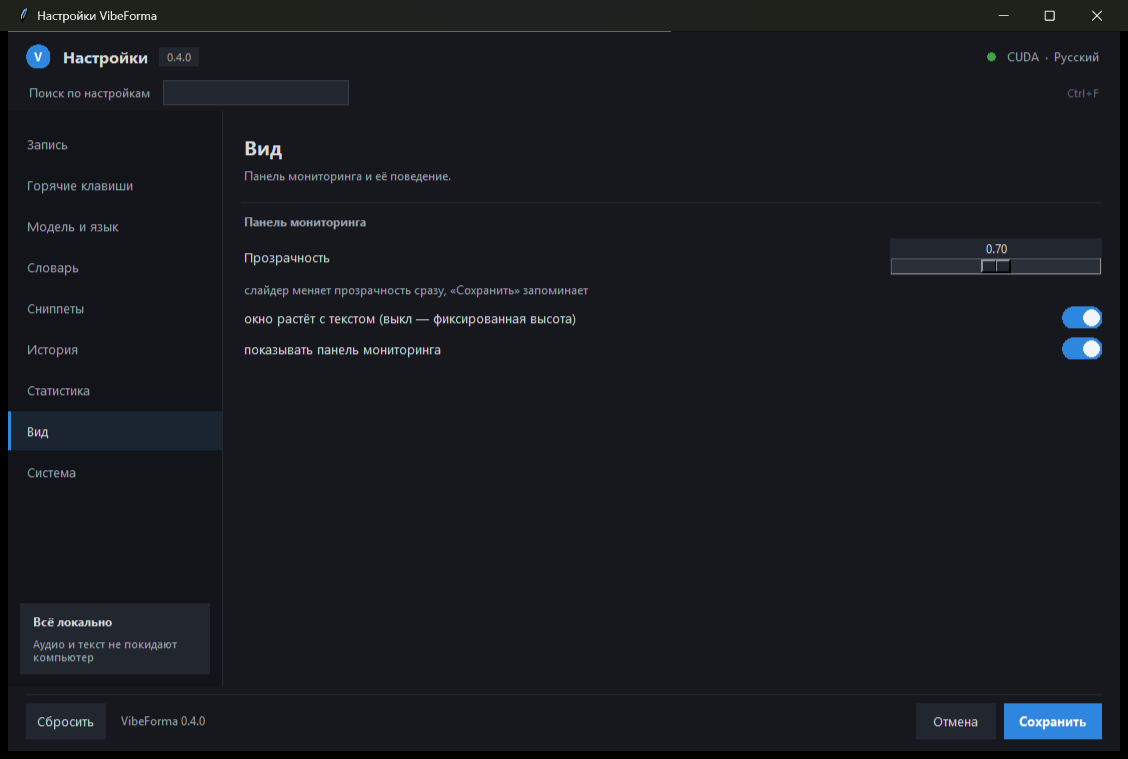 Настройки VibeForma
V Настройки 0.4.0
CUDA · Русский
Поиск по настройкам
Ctrl+F
Запись
Горячие клавиши
Модель и язык
Словарь
Сниппеты
История
Статистика
Вид
Система
Всё локально
Аудио и текст не покидают
компьютер
Вид
Панель мониторинга и её поведение.
Панель мониторинга
Прозрачность
0.70
слайдер меняет прозрачность сразу, «Сохранить» запоминает
окно растёт с текстом (выкл — фиксированная высота)
показывать панель мониторинга
Сбросить
VibeForma 0.4.0
Отмена
Сохранить